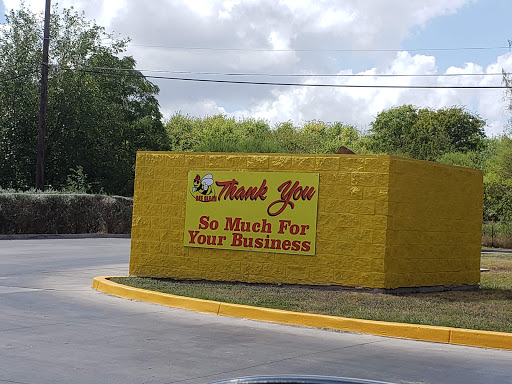 Thank You
So Much For
Your Business